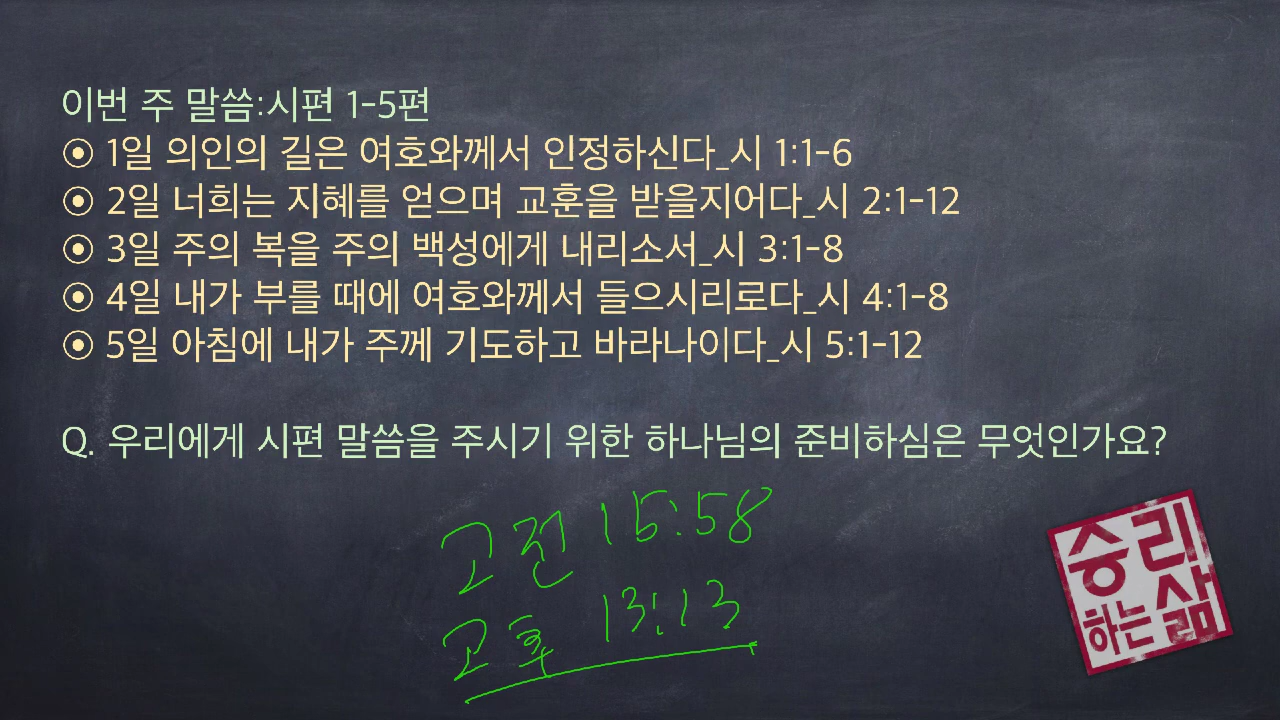 이번 주 말씀:시편 1-5편
⦿ 1일 의인의 길은 여호와께서 인정하신다_시 1:1-6
⦿ 2일 너희는 지혜를 얻으며 교훈을 받을지어다_시 2:1-12
⦿ 3일 주의 복을 주의 백성에게 내리소서_시 3:1-8
⦿ 4일 내가 부를 때에 여호와께서 들으시리로다_시 4:1-8
⦿ 5일 아침에 내가 주께 기도하고 바라나이다_시 5:1-12
Q. 우리에게 시편 말씀을 주시기 위한 하나님의 준비하심은 무엇인가요?
고전 15:58
고후 13:13
승리
하는 삶